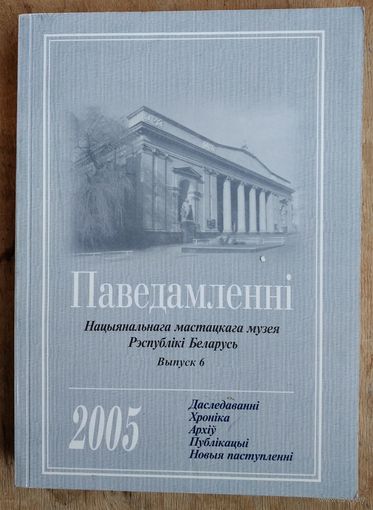 Паведамленні
Нацыянальнага мастацкага музея
Рэспублікі Беларусь
Выпуск 6
2005
Даследаванні
Хроніка
Архіў
Публікацыі
Новыя паступленні